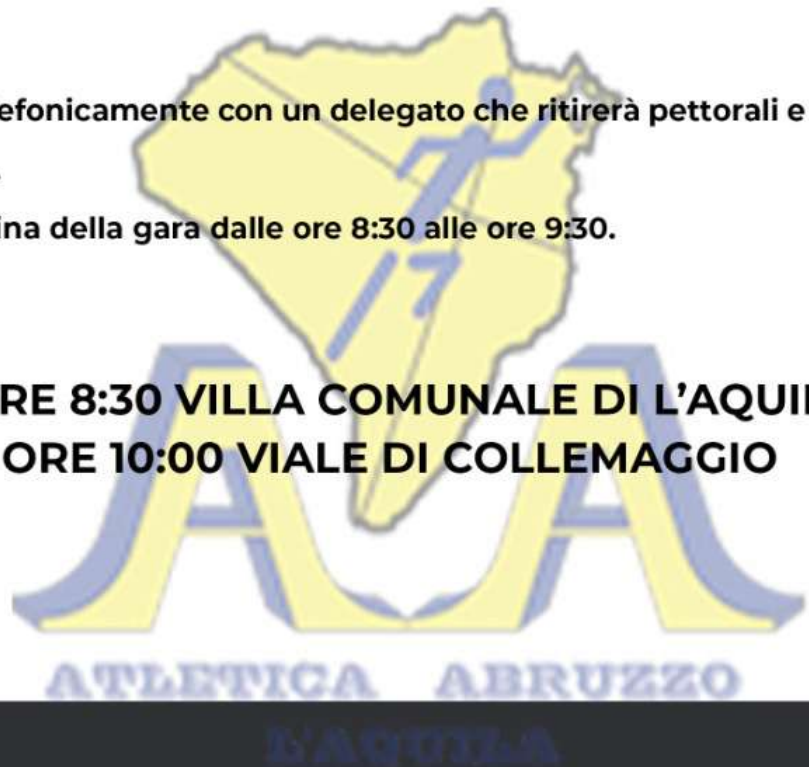 efonicamente con un delegato che ritirerà pettorali e
ina della gara dalle ore 8:30 alle ore 9:30.
RE 8:30 VILLA COMUNALE DI L’AQUI
ORE 10:00 VIALE DI COLLEMAGGIO
ATLETICA ABRUZZO
L'AQUILA